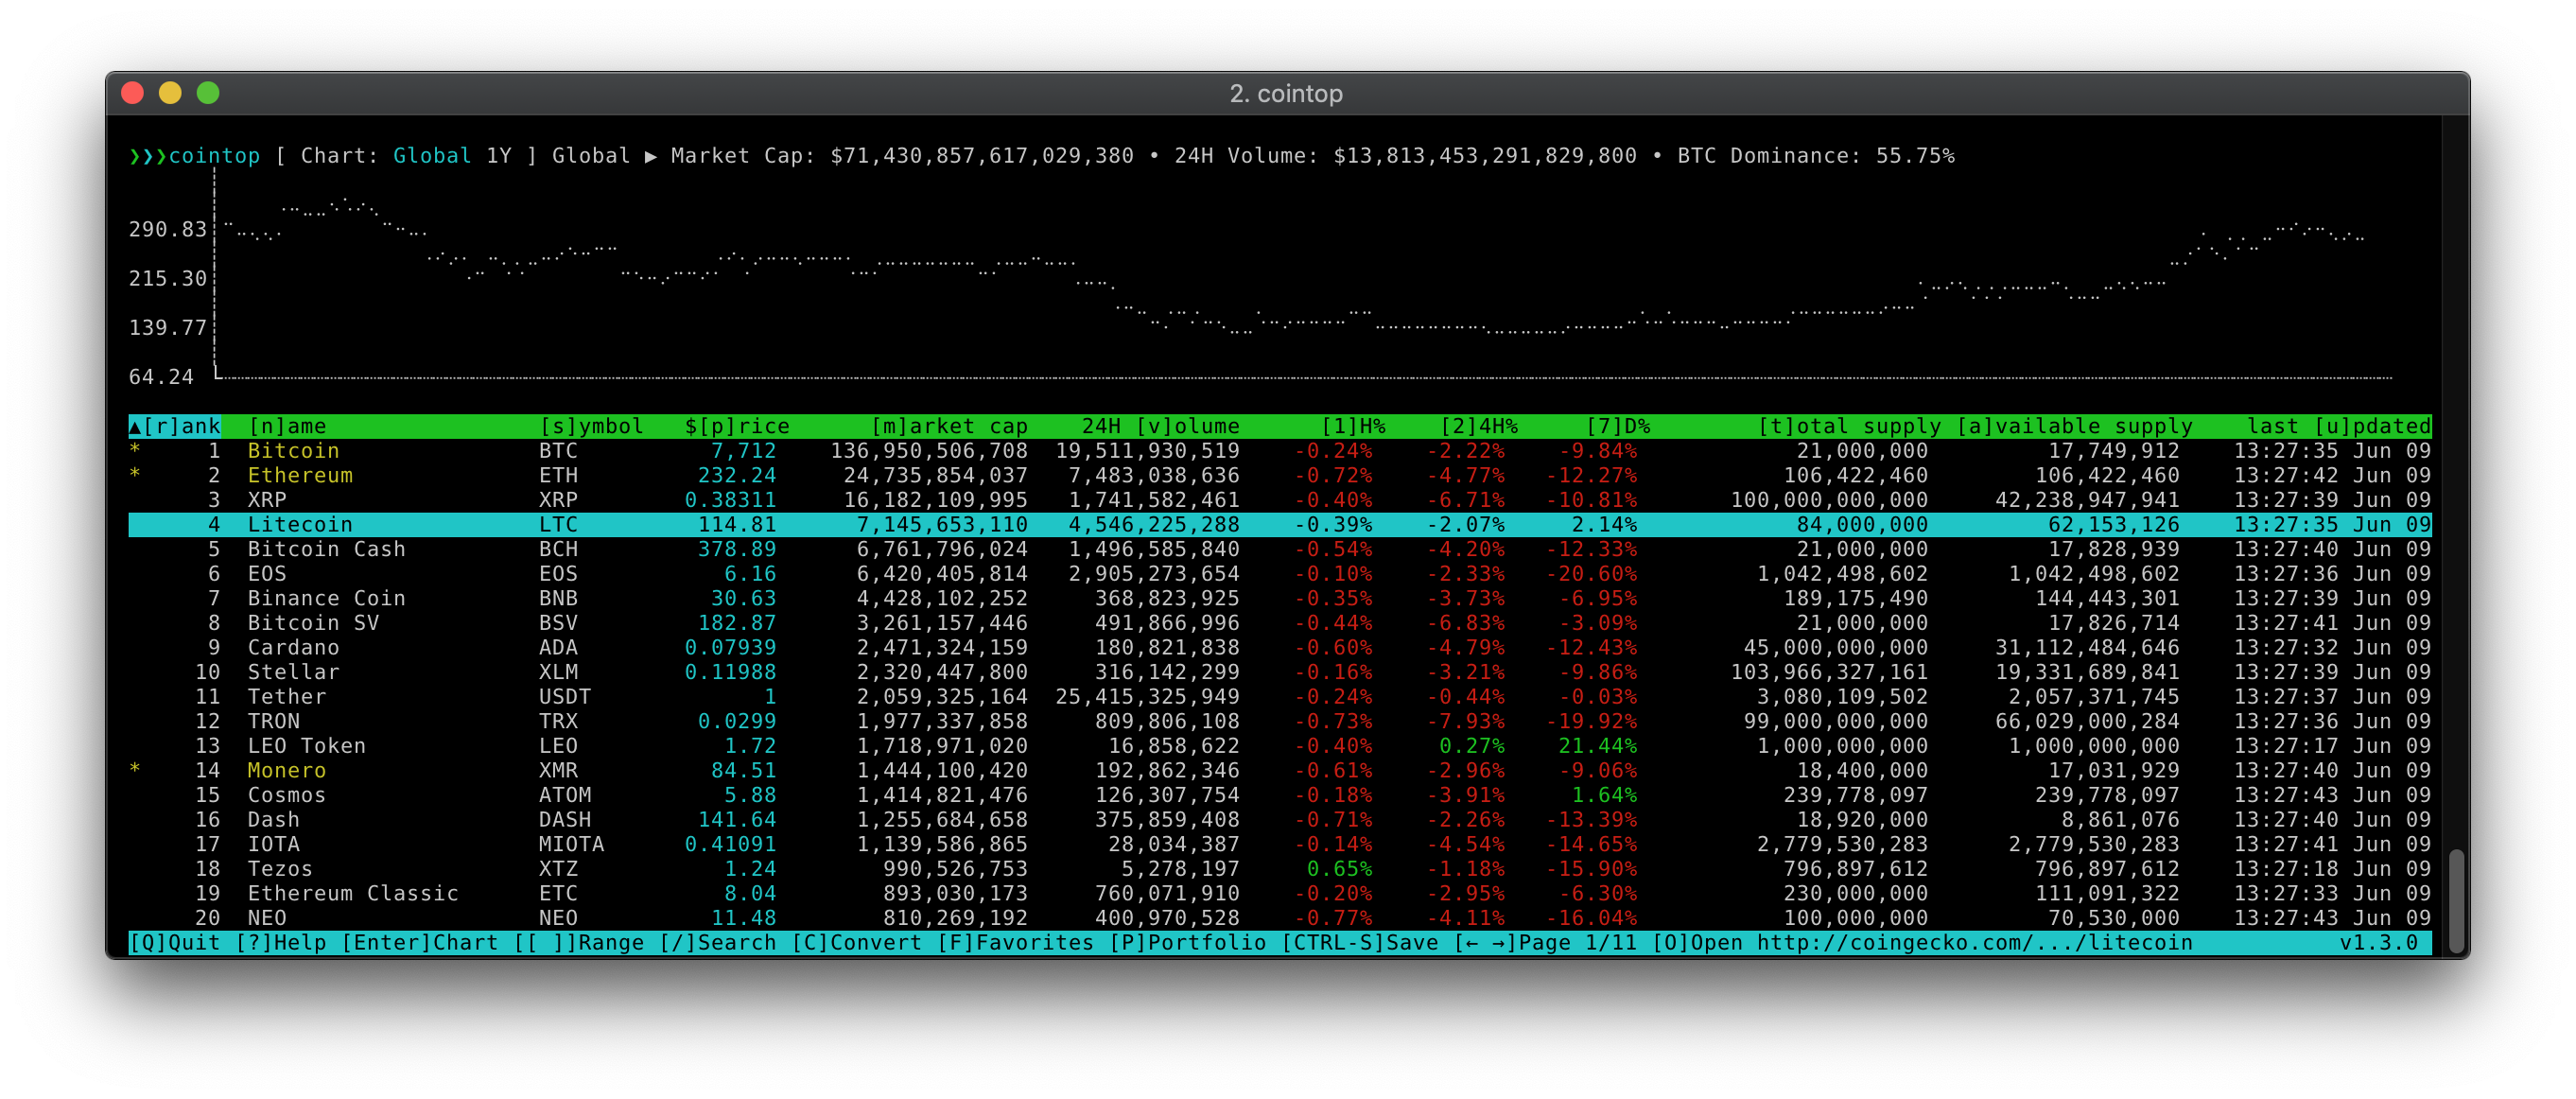 2. cointop
❯❯❯cointop [ Chart: Global 1Y ] Global ▶ Market Cap: $71,430,857,617,029,380 • 24H Volume: $13,813,453,291,829,800 • BTC Dominance: 55.75%
290.83
215.30
139.77
64.24
▲[r]ank [n]ame [s]ymbol $[p]rice [m]arket cap 24H [v]olume [1]H% [2]4H% [7]D% [t]otal supply [a]vailable supply last [u]pdated
* 1 Bitcoin BTC 7,712 136,950,506,708 19,511,930,519 -0.24% -2.22% -9.84% 21,000,000 17,749,912 13:27:35 Jun 09
* 2 Ethereum ETH 232.24 24,735,854,037 7,483,038,636 -0.72% -4.77% -12.27% 106,422,460 106,422,460 13:27:42 Jun 09
3 XRP XRP 0.38311 16,182,109,995 1,741,582,461 -0.40% -6.71% -10.81% 100,000,000,000 42,238,947,941 13:27:39 Jun 09
4 Litecoin LTC 114.81 7,145,653,110 4,546,225,288 -0.39% -2.07% 2.14% 84,000,000 62,153,126 13:27:35 Jun 09
5 Bitcoin Cash BCH 378.89 6,761,796,024 1,496,585,840 -0.54% -4.20% -12.33% 21,000,000 17,828,939 13:27:40 Jun 09
6 EOS EOS 6.16 6,420,405,814 2,905,273,654 -0.10% -2.33% -20.60% 1,042,498,602 1,042,498,602 13:27:36 Jun 09
7 Binance Coin BNB 30.63 4,428,102,252 368,823,925 -0.35% -3.73% -6.95% 189,175,490 144,443,301 13:27:39 Jun 09
8 Bitcoin SV BSV 182.87 3,261,157,446 491,866,996 -0.44% -6.83% -3.09% 21,000,000 17,826,714 13:27:41 Jun 09
9 Cardano ADA 0.07939 2,471,324,159 180,821,838 -0.60% -4.79% -12.43% 45,000,000,000 31,112,484,646 13:27:32 Jun 09
10 Stellar XLM 0.11988 2,320,447,800 316,142,299 -0.16% -3.21% -9.86% 103,966,327,161 19,331,689,841 13:27:39 Jun 09
11 Tether USDT 1 2,059,325,164 25,415,325,949 -0.24% -0.44% -0.03% 3,080,109,502 2,057,371,745 13:27:37 Jun 09
12 TRON TRX 0.0299 1,977,337,858 809,806,108 -0.73% -7.93% -19.92% 99,000,000,000 66,029,000,284 13:27:36 Jun 09
13 LEO Token LEO 1.72 1,718,971,020 16,858,622 -0.40% 0.27% 21.44% 1,000,000,000 1,000,000,000 13:27:17 Jun 09
* 14 Monero XMR 84.51 1,444,100,420 192,862,346 -0.61% -2.96% -9.06% 18,400,000 17,031,929 13:27:40 Jun 09
15 Cosmos ATOM 5.88 1,414,821,476 126,307,754 -0.18% -3.91% 1.64% 239,778,097 239,778,097 13:27:43 Jun 09
16 Dash DASH 141.64 1,255,684,658 375,859,408 -0.71% -2.26% -13.39% 18,920,000 8,861,076 13:27:40 Jun 09
17 IOTA MIOTA 0.41091 1,139,586,865 28,034,387 -0.14% -4.54% -14.65% 2,779,530,283 2,779,530,283 13:27:41 Jun 09
18 Tezos XTZ 1.24 990,526,753 5,278,197 0.65% -1.18% -15.90% 796,897,612 796,897,612 13:27:18 Jun 09
19 Ethereum Classic ETC 8.04 893,030,173 760,071,910 -0.20% -2.95% -6.30% 230,000,000 111,091,322 13:27:33 Jun 09
20 NEO NEO 11.48 810,269,192 400,970,528 -0.77% -4.11% -16.04% 100,000,000 70,530,000 13:27:43 Jun 09
[Q]Quit [?]Help [Enter]Chart [[ ]]Range [/]Search [C]Convert [F]Favorites [P]Portfolio [CTRL-S]Save [← →]Page 1/11 [O]Open http://coingecko.com/.../litecoin v1.3.0